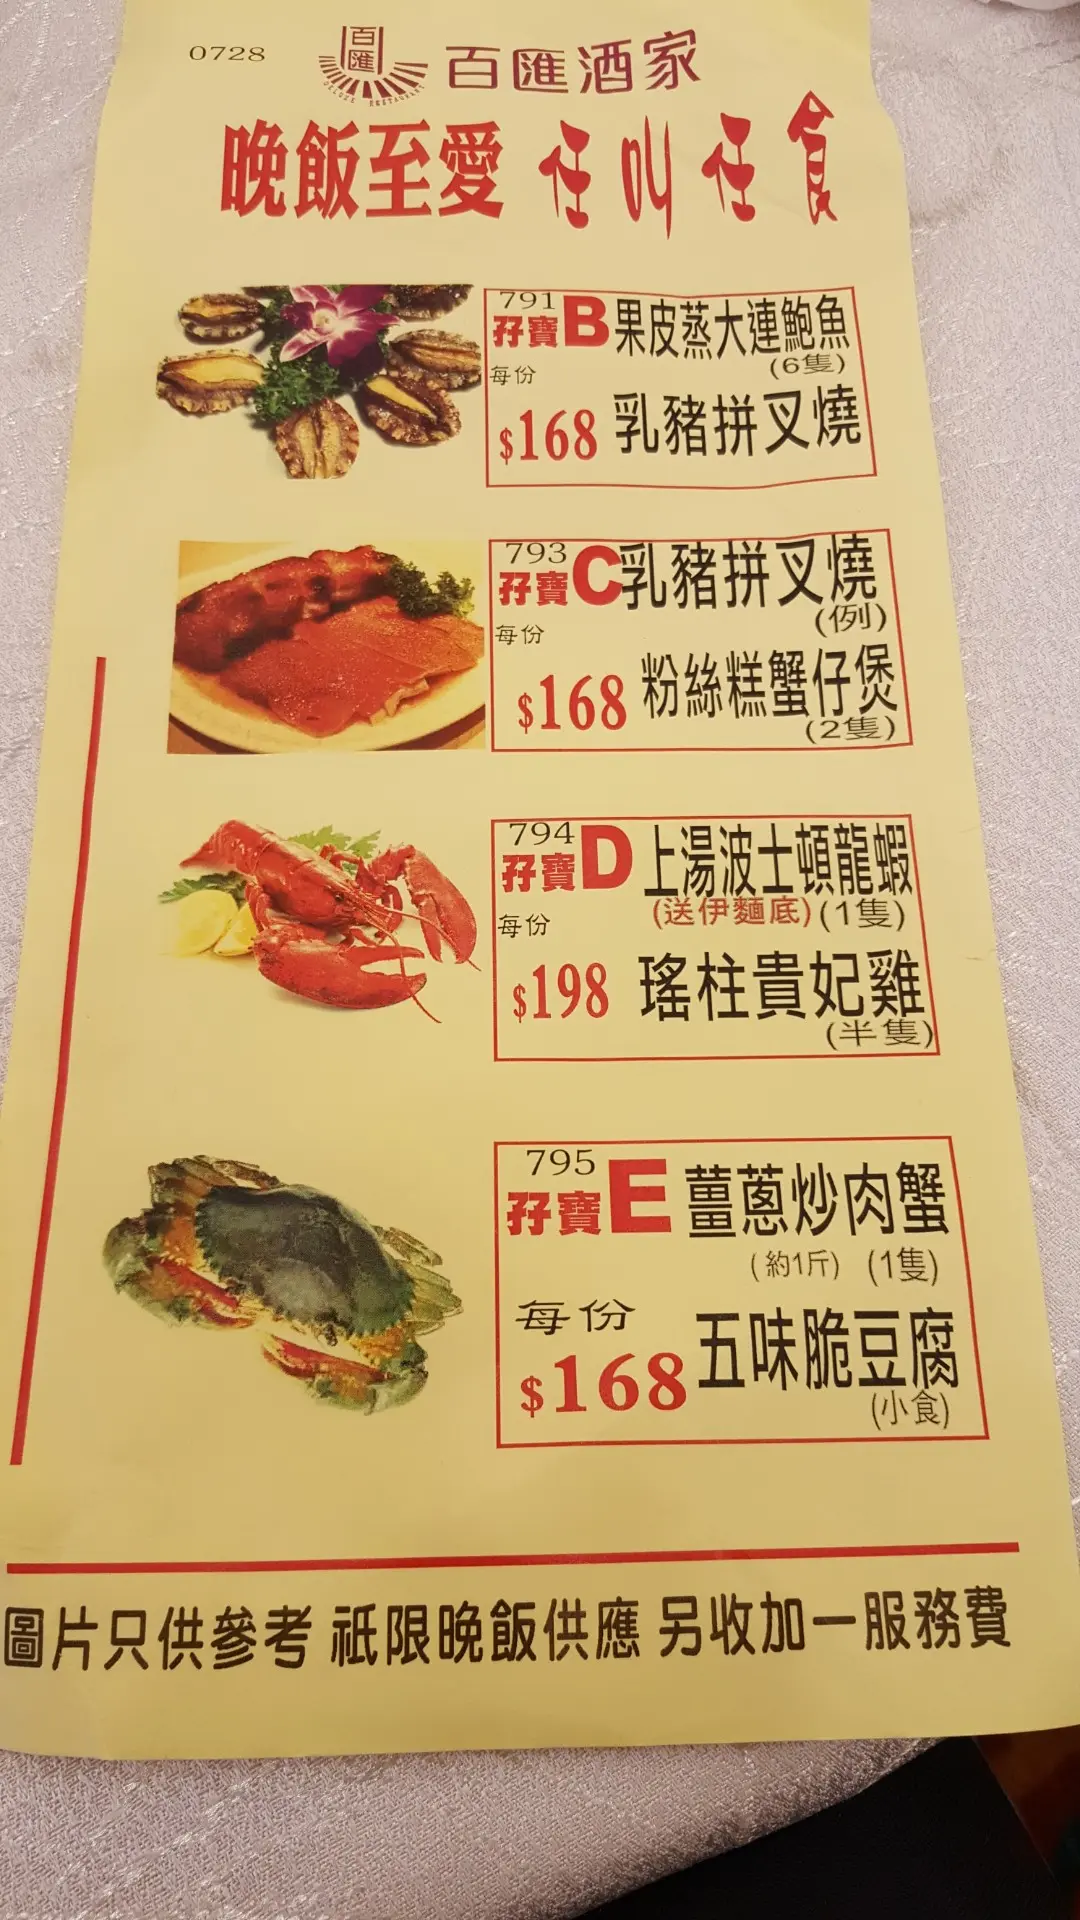 0728
百匯
DELUXE RESTAURANT
百匯酒家
晚飯至愛 任叫任食
791
孖寶B 果皮蒸大連鮑魚
(6隻)
每份
$168 乳豬拼叉燒
793
孖寶C 乳豬拼叉燒
(例)
每份
$168 粉絲糕蟹仔煲
(2隻)
794
孖寶D 上湯波士頓龍蝦
(送伊麵底) (1隻)
每份
$198 瑤柱貴妃雞
(半隻)
795
孖寶E 薑蔥炒肉蟹
(約1斤) (1隻)
每份
$168 五味脆豆腐
(小食)
圖片只供參考 祇限晚飯供應 另收加一服務費